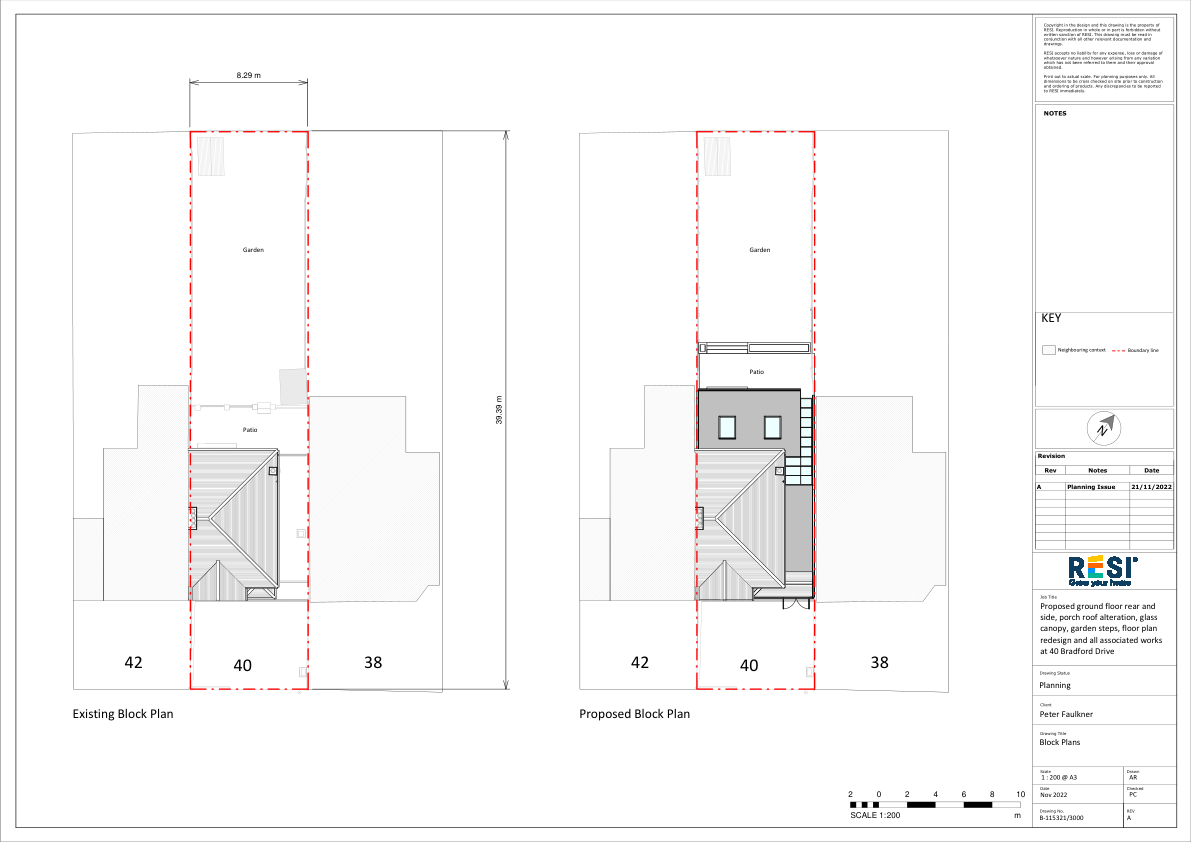 8.29 m
39.39 m
Garden
Patio
42
40
38
Existing Block Plan
Garden
Patio
42
40
38
Proposed Block Plan
2 0 2 4 6 8 10
SCALE 1:200 m
Copyright in the design and this drawing is the property of
RESI. Reproduction in whole or in part is forbidden without
written sanction of RESI. This drawing must be read in
conjunction with all other relevant documentation and
drawings.
RESI accepts no liability for any expense, loss or damage of
whatsoever nature and however arising from any variation
which has not been referred to them and their approval
obtained.
Print out to actual scale. For planning purposes only. All
dimensions to be cross checked on site prior to construction
and ordering of products. Any discrepancies to be reported
to RESI immediately.
NOTES
KEY
Neighbouring context
Boundary line
N
Revision
Rev Notes Date
A Planning Issue 21/11/2022
RESI
Grow your home
Job Title
Proposed ground floor rear and
side, porch roof alteration, glass
canopy, garden steps, floor plan
redesign and all associated works
at 40 Bradford Drive
Drawing Status
Planning
Client
Peter Faulkner
Drawing Title
Block Plans
Scale
1 : 200 @ A3
Drawn
AR
Date
Nov 2022
Checked
PC
Drawing No.
B-115321/3000
REV.
A